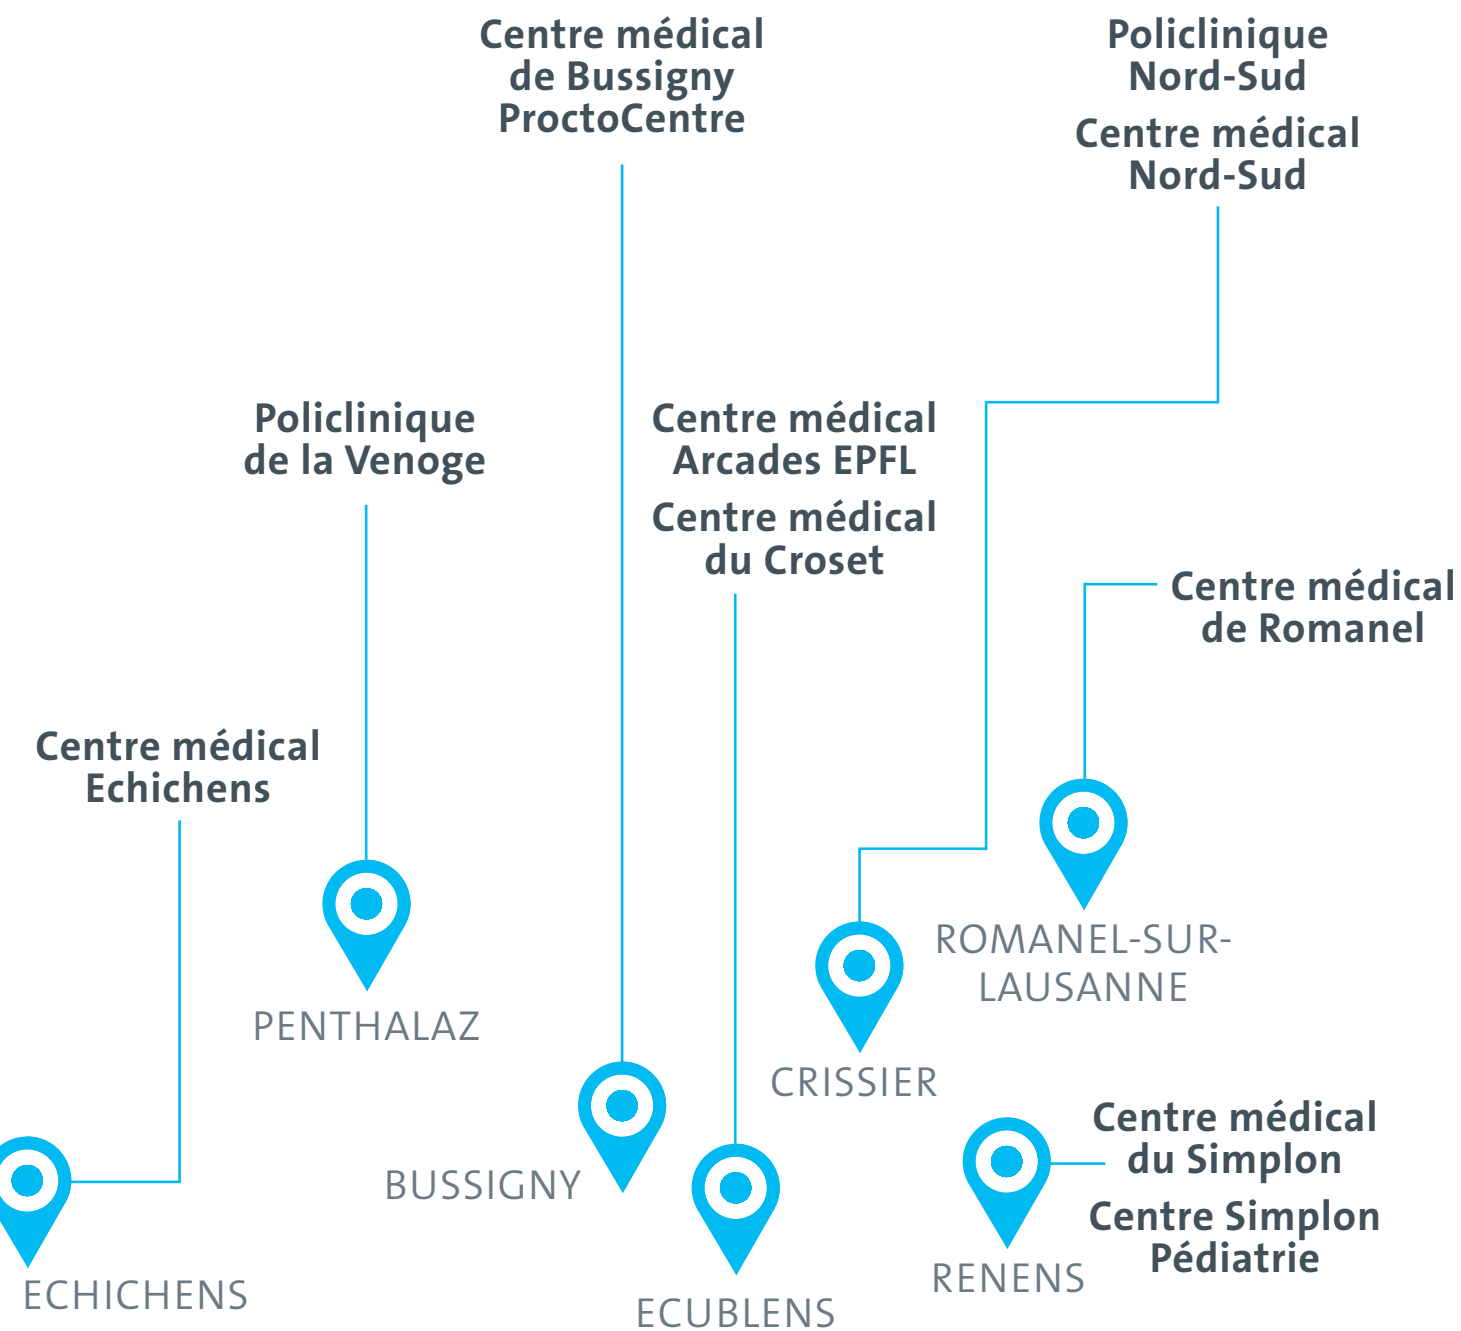 Centre médical
de Bussigny
ProctoCentre
Policlinique
Nord-Sud
Centre médical
Nord-Sud
Policlinique
de la Venoge
Centre médical
Arcades EPFL
Centre médical
du Croset
Centre médical
de Romanel
Centre médical
Echichens
ROMANEL-SUR-
LAUSANNE
PENTHALAZ
CRISSIER
BUSSIGNY
Centre médical
du Simplon
Centre Simplon
Pédiatrie
RENENS
ECHICHENS
ECUBLENS